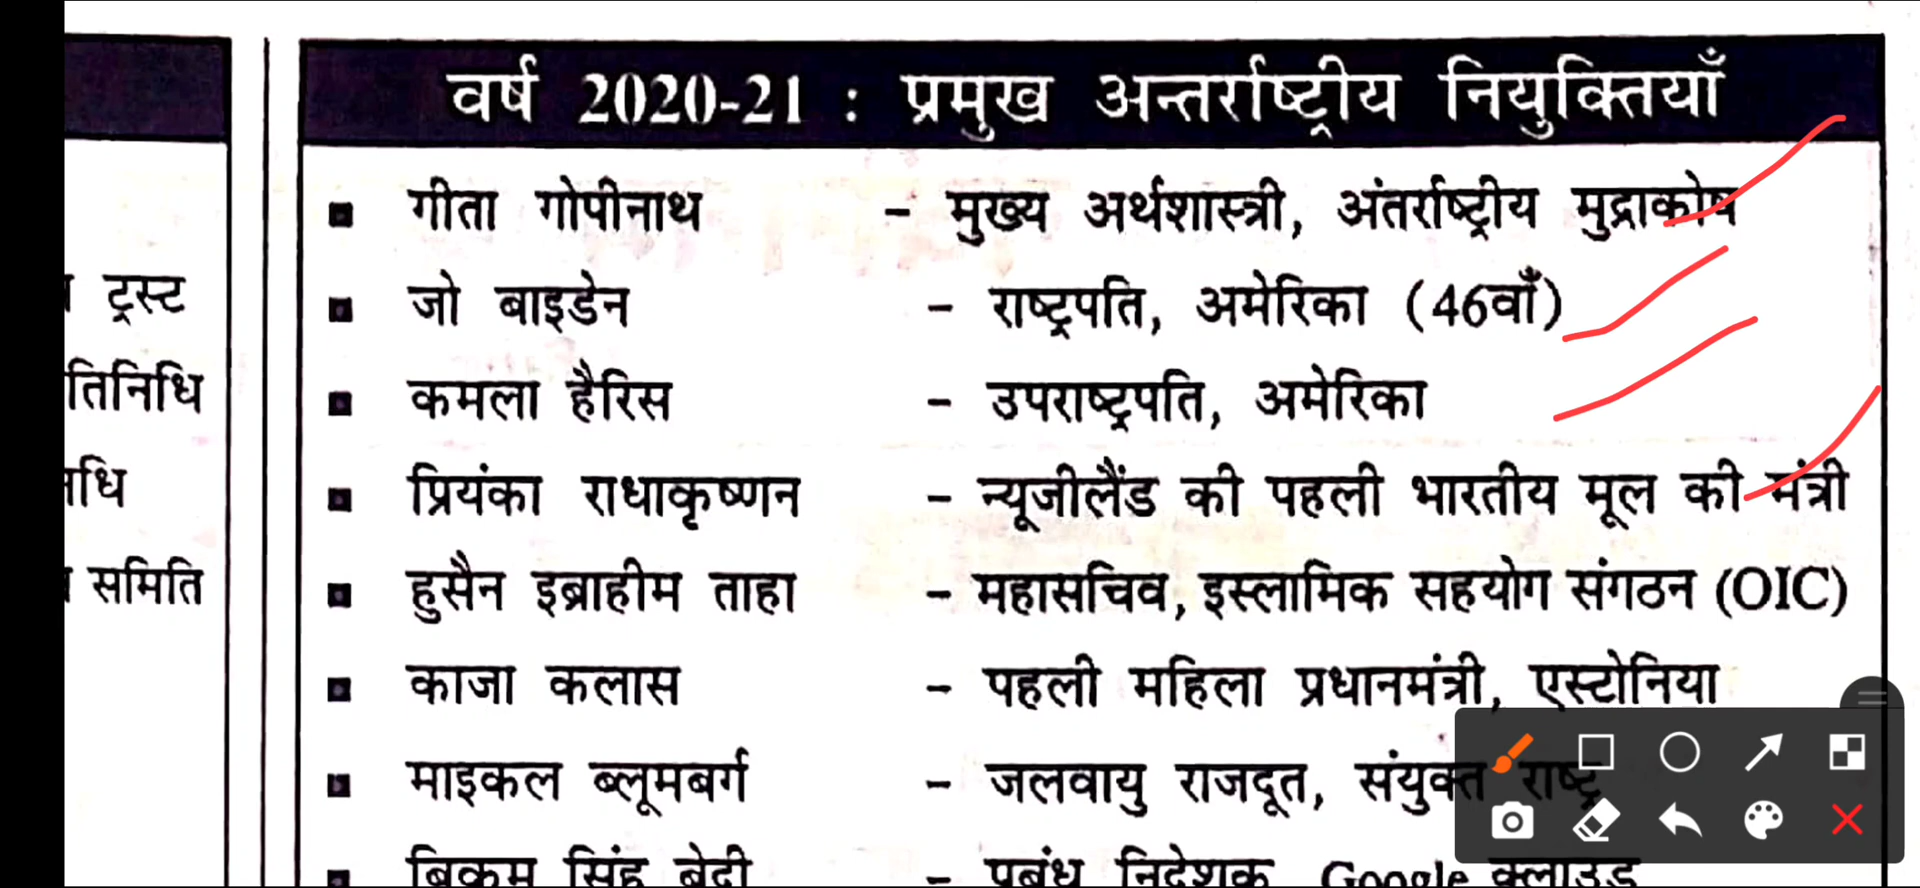 वर्ष 2020-21 : प्रमुख अन्तर्राष्ट्रीय नियुक्तियाँ
▪ गीता गोपीनाथ – मुख्य अर्थशास्त्री, अंतर्राष्ट्रीय मुद्राकोष
ट्रस्ट
▪ जो बाइडेन – राष्ट्रपति, अमेरिका (46वाँ)
तिनिधि
▪ कमला हैरिस – उपराष्ट्रपति, अमेरिका
धि
▪ प्रियंका राधाकृष्णन – न्यूजीलैंड की पहली भारतीय मूल की मंत्री
समिति
▪ हुसैन इब्राहीम ताहा – महासचिव, इस्लामिक सहयोग संगठन (OIC)
▪ काजा कलास – पहली महिला प्रधानमंत्री, एस्टोनिया
▪ माइकल ब्लूमबर्ग – जलवायु राजदूत, संयुक्त राष्ट्र
▪ बिक्रम सिंह बेदी – प्रबंध निदेशक, Google क्लाउड